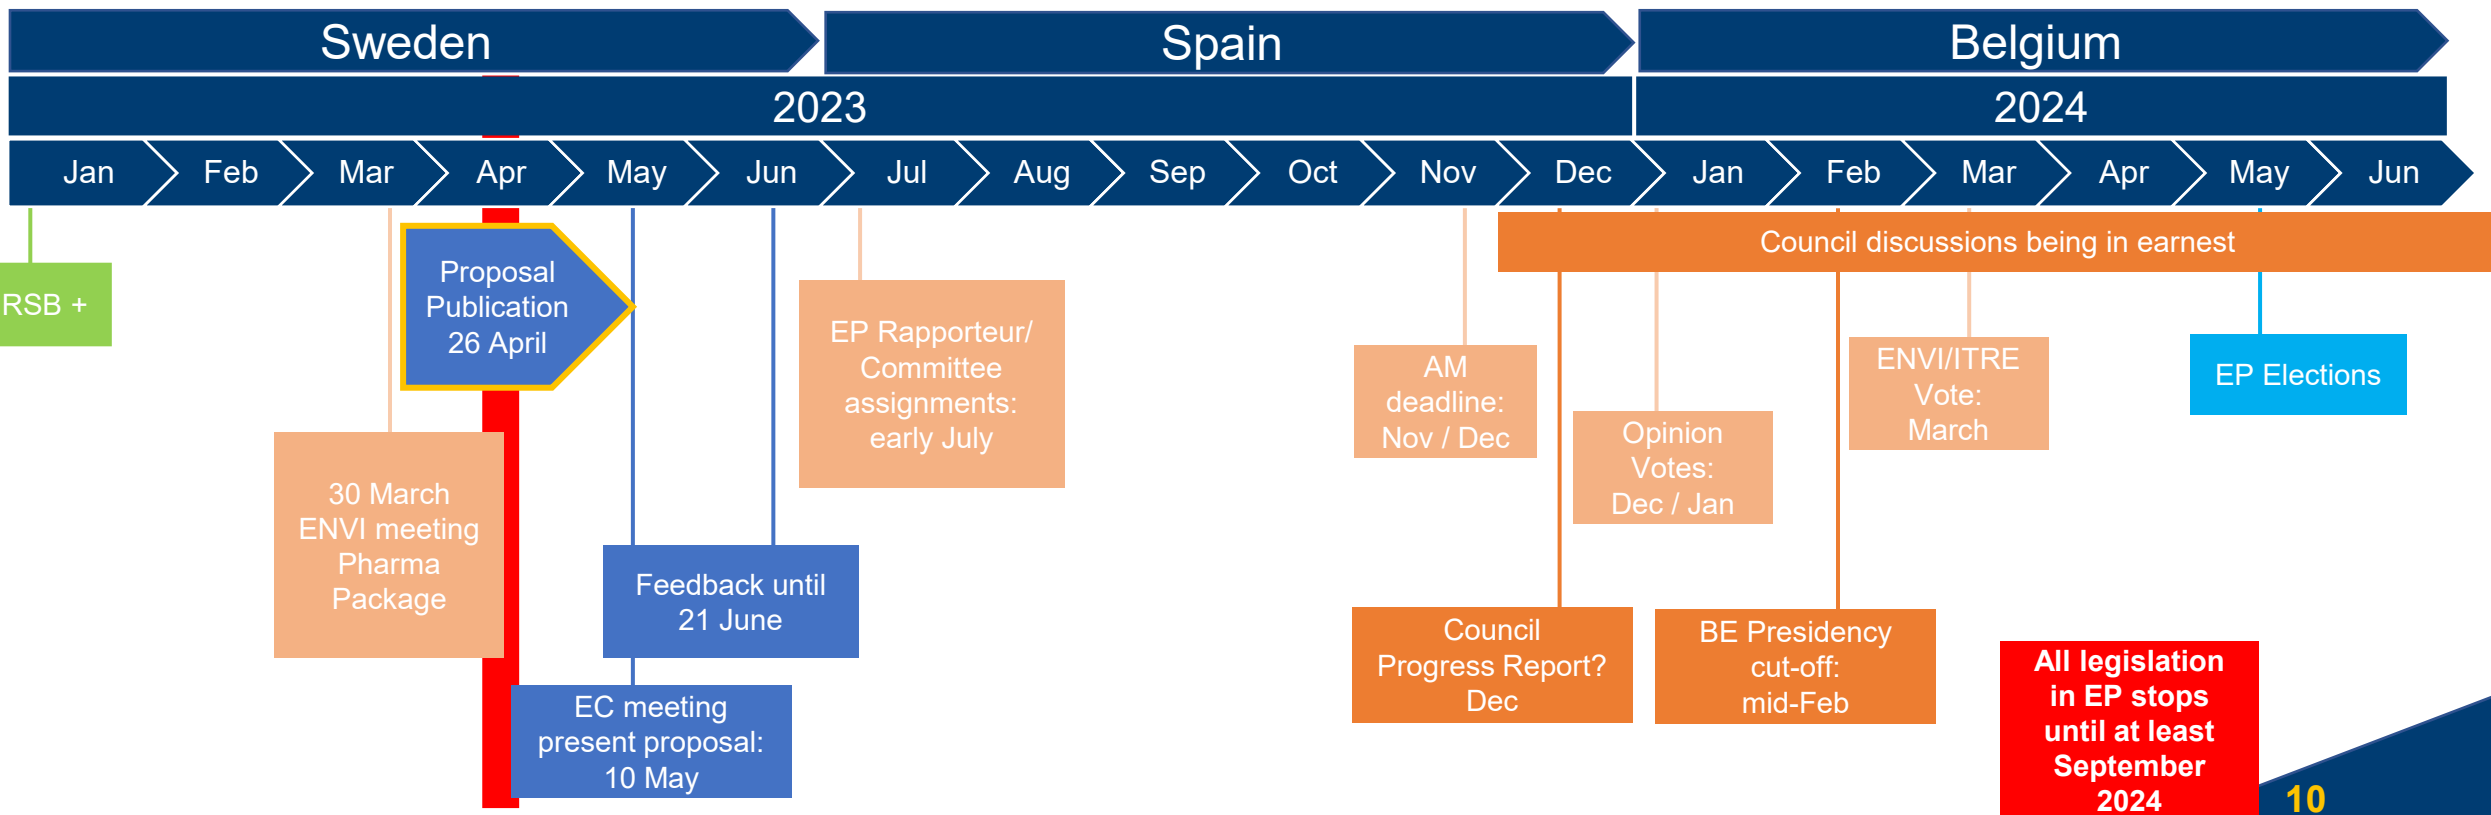 Sweden
Spain
Belgium
2023
2024
Jan
Feb
Mar
Apr
May
Jun
Jul
Aug
Sep
Oct
Nov
Dec
Jan
Feb
Mar
Apr
May
Jun
Council discussions being in earnest
RSB +
Proposal
Publication
26 April
30 March
ENVI meeting
Pharma
Package
Feedback until
21 June
EC meeting
present proposal:
10 May
EP Rapporteur/
Committee
assignments:
early July
AM
deadline:
Nov / Dec
Council
Progress Report?
Dec
Opinion
Votes:
Dec / Jan
BE Presidency
cut-off:
mid-Feb
ENVI/ITRE
Vote:
March
EP Elections
All legislation
in EP stops
until at least
September
2024
10